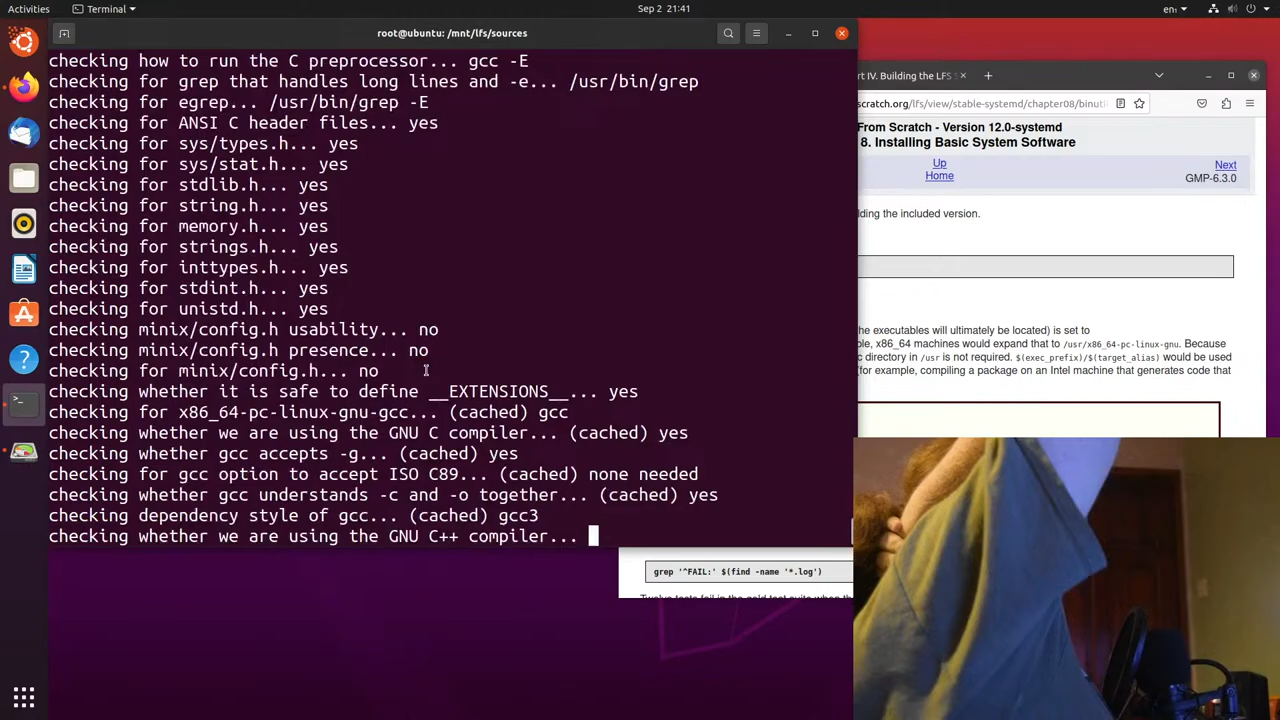 Activities
Terminal
Sep 2 21:41
en
root@ubuntu: /mnt/lfs/sources
checking how to run the C preprocessor... gcc -E
checking for grep that handles long lines and -e... /usr/bin/grep
checking for egrep... /usr/bin/grep -E
checking for ANSI C header files... yes
checking for sys/types.h... yes
checking for sys/stat.h... yes
checking for stdlib.h... yes
checking for string.h... yes
checking for memory.h... yes
checking for strings.h... yes
checking for inttypes.h... yes
checking for stdint.h... yes
checking for unistd.h... yes
checking minix/config.h usability... no
checking minix/config.h presence... no
checking for minix/config.h... no
checking whether it is safe to define __EXTENSIONS__... yes
checking for x86_64-pc-linux-gnu-gcc... (cached) gcc
checking whether we are using the GNU C compiler... (cached) yes
checking whether gcc accepts -g... (cached) yes
checking for gcc option to accept ISO C89... (cached) none needed
checking whether gcc understands -c and -o together... (cached) yes
checking dependency style of gcc... (cached) gcc3
checking whether we are using the GNU C++ compiler...
rt IV. Building the LFS S
scratch.org/lfs/view/stable-systemd/chapter08/binuti
From Scratch - Version 12.0-systemd
8. Installing Basic System Software
Up
Home
Next
GMP-6.3.0
lding the included version.
the executables will ultimately be located) is set to
ple, x86_64 machines would expand that to /usr/x86_64-pc-linux-gnu. Because
c directory in /usr is not required. $(exec_prefix)/$(target_alias) would be used
(for example, compiling a package on an Intel machine that generates code that
grep '^FAIL:' $(find -name '*.log')